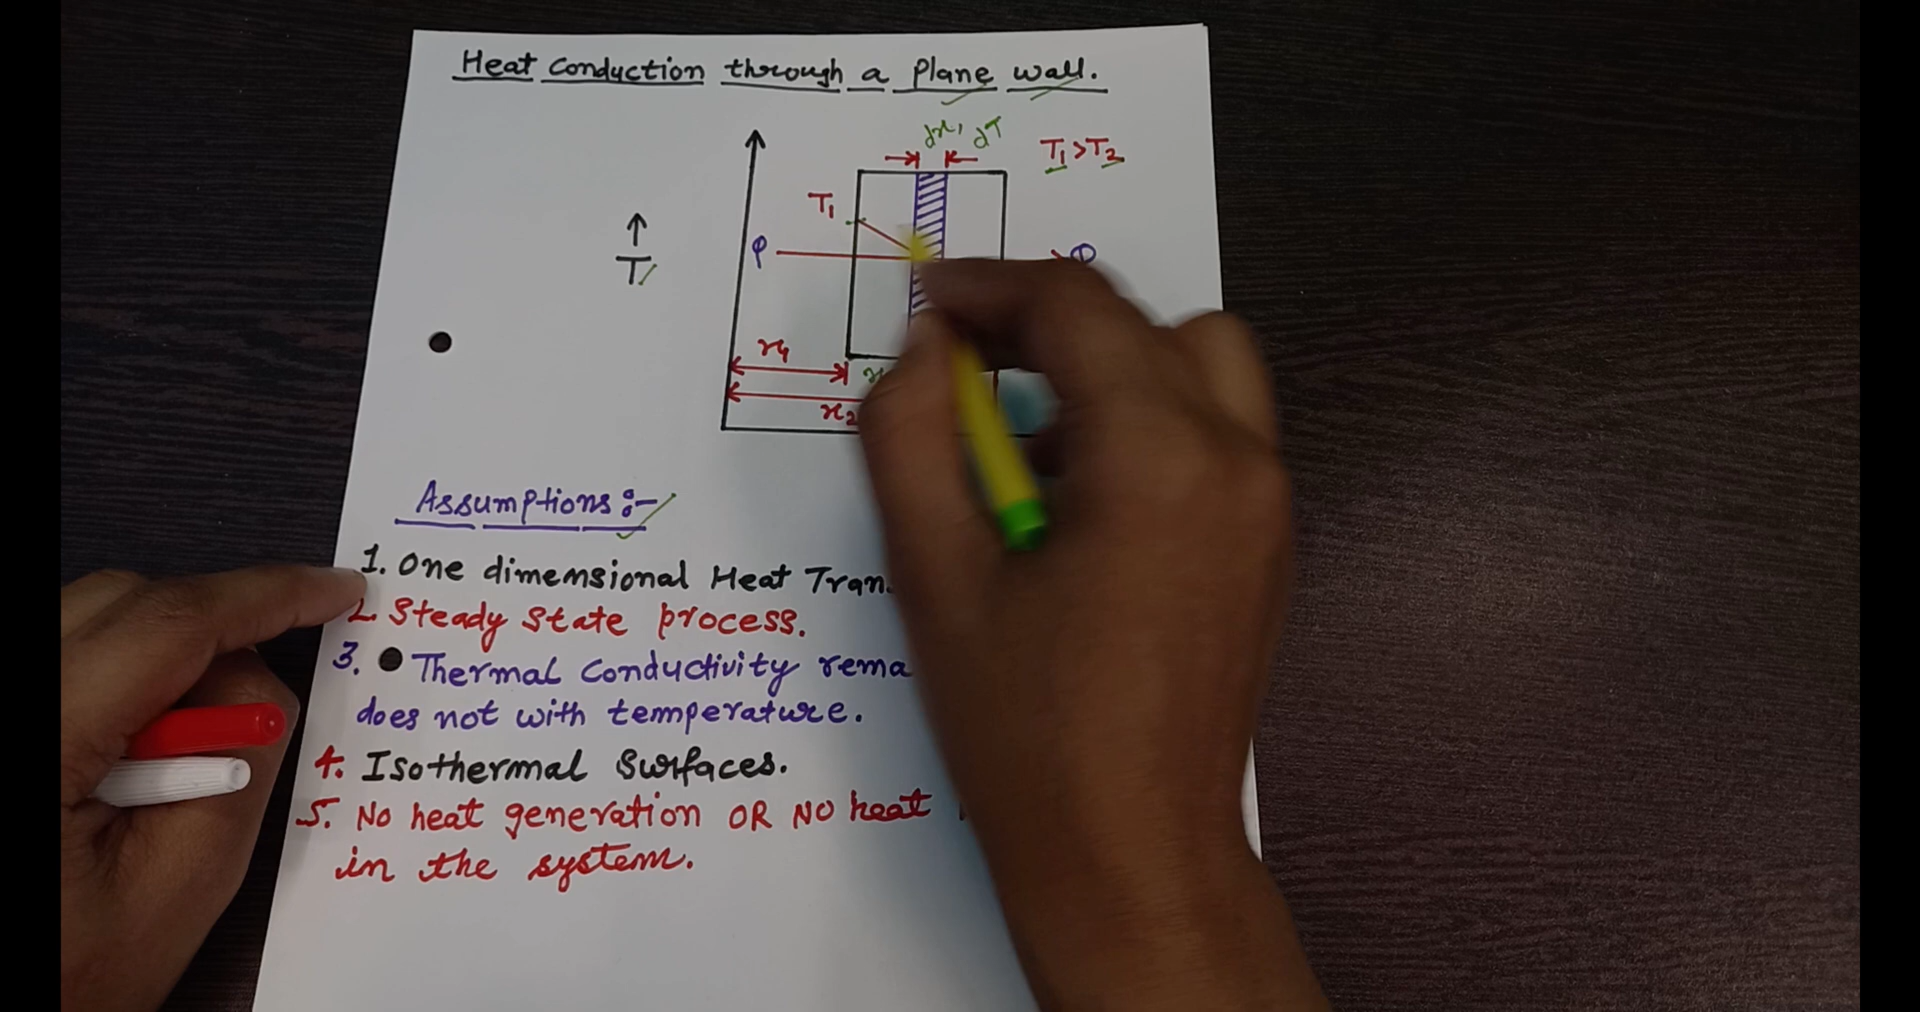 Heat Conduction through a Plane wall.
dx, dT
T1>T2
T1
↑
T
Q
Q
x1
x2
Assumptions :-
1. One dimensional Heat Tran
2. Steady State process.
3. Thermal Conductivity rema
does not with temperature.
4. Isothermal Surfaces.
5. No heat generation OR NO heat
in the system.